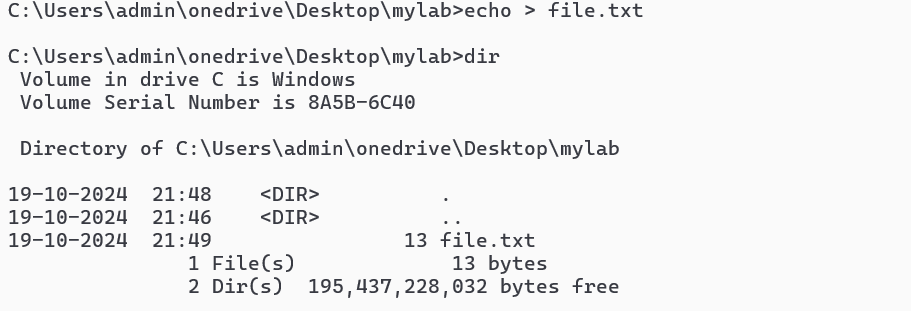 C:\Users\admin\onedrive\Desktop\mylab>echo > file.txt
C:\Users\admin\onedrive\Desktop\mylab>dir
Volume in drive C is Windows
Volume Serial Number is 8A5B-6C40
Directory of C:\Users\admin\onedrive\Desktop\mylab
19-10-2024  21:48    <DIR>          .
19-10-2024  21:46    <DIR>          ..
19-10-2024  21:49                13 file.txt
1 File(s)             13 bytes
2 Dir(s)  195,437,228,032 bytes free